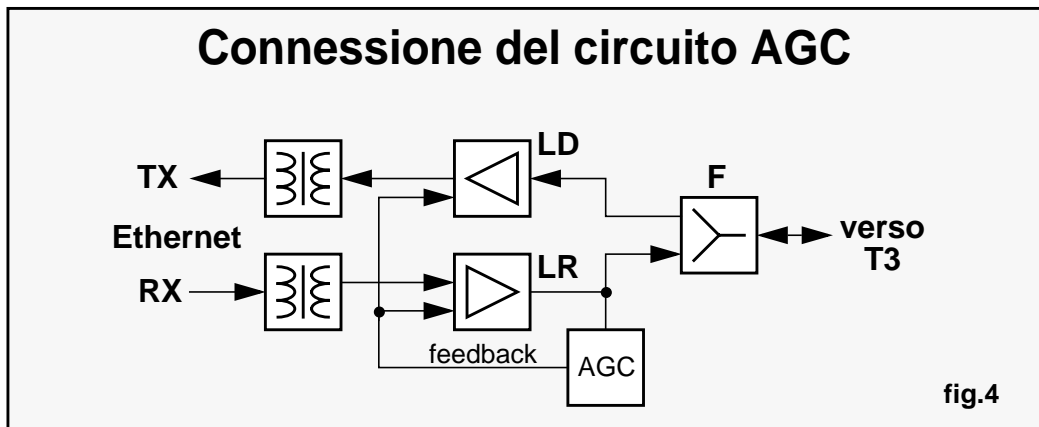 Connessione del circuito AGC
LD
TX
F
Ethernet
verso
T3
LR
RX
feedback
AGC
fig.4